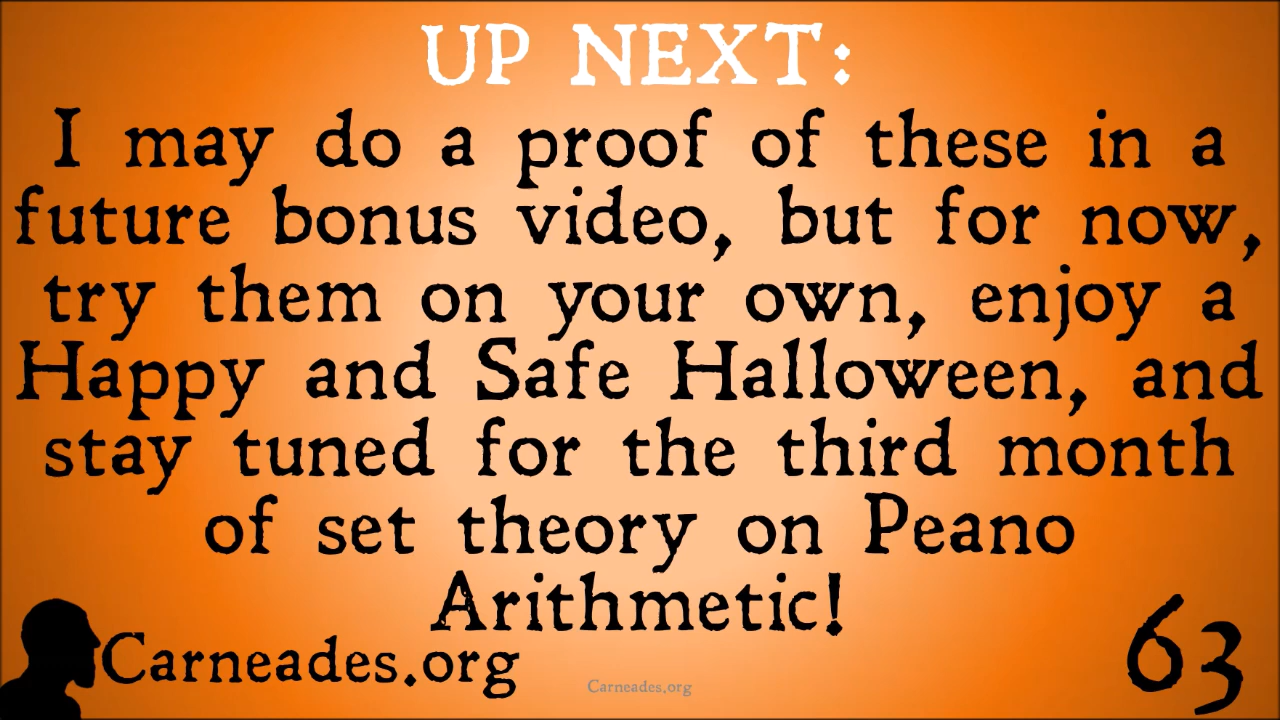 UP NEXT:
I may do a proof of these in a
future bonus video, but for now,
try them on your own, enjoy a
Happy and Safe Halloween, and
stay tuned for the third month
of set theory on Peano
Arithmetic!
Carneades.org
Carneades.org
63